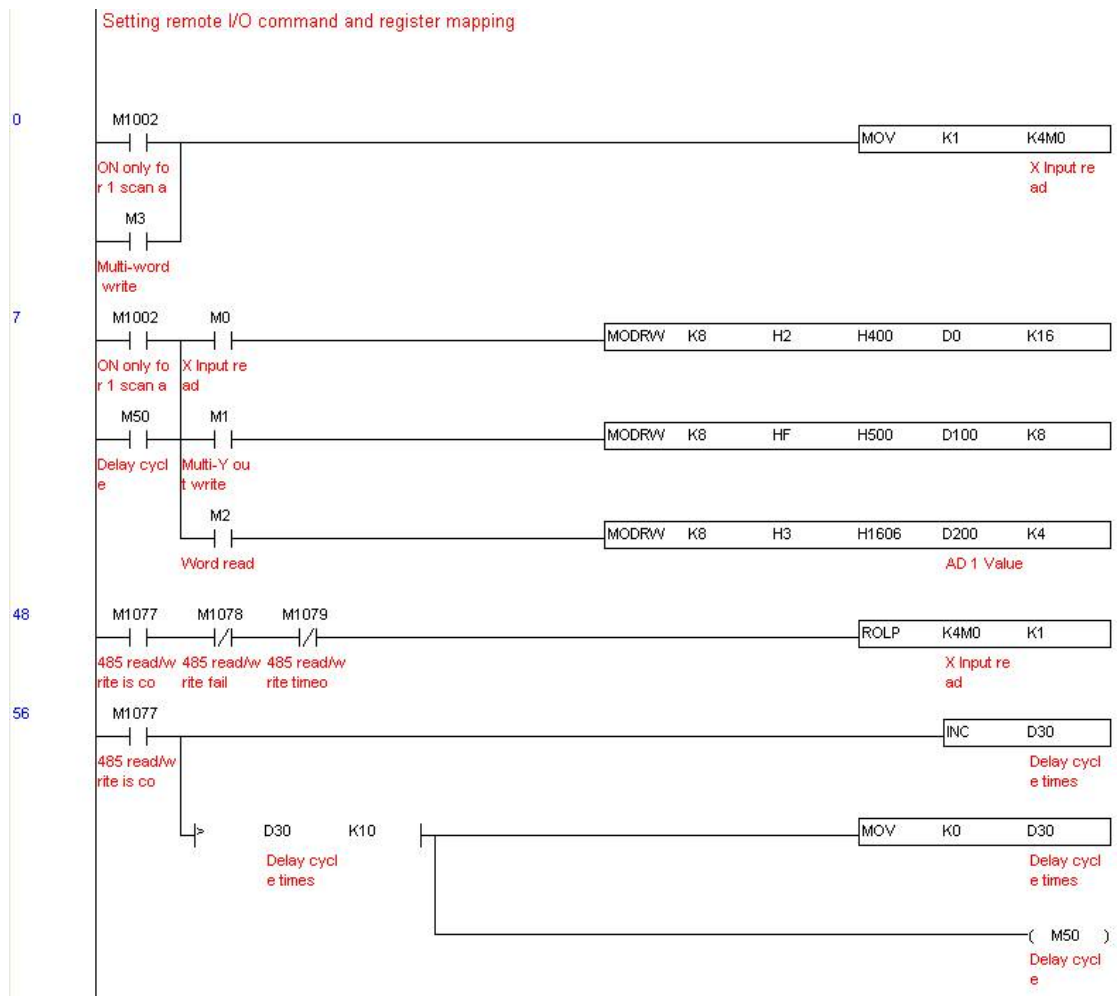 Setting remote I/O command and register mapping
0
M1002
MOV K1 K4M0
ON only fo
r 1 scan a
X Input re
ad
M3
Multi-word
write
7
M1002 M0
MODRW K8 H2 H400 D0 K16
ON only fo X Input re
r 1 scan a ad
M50 M1
MODRW K8 HF H500 D100 K8
Delay cycl Multi-Y ou
e t write
M2
MODRW K8 H3 H1606 D200 K4
Word read AD 1 Value
48
M1077 M1078 M1079
ROLP K4M0 K1
485 read/w 485 read/w 485 read/w X Input re
rite is co rite fail rite timeo ad
56
M1077
INC D30
485 read/w Delay cycl
rite is co e times
> D30 K10 MOV K0 D30
Delay cycl Delay cycl
e times e times
( M50 )
Delay cycl
e